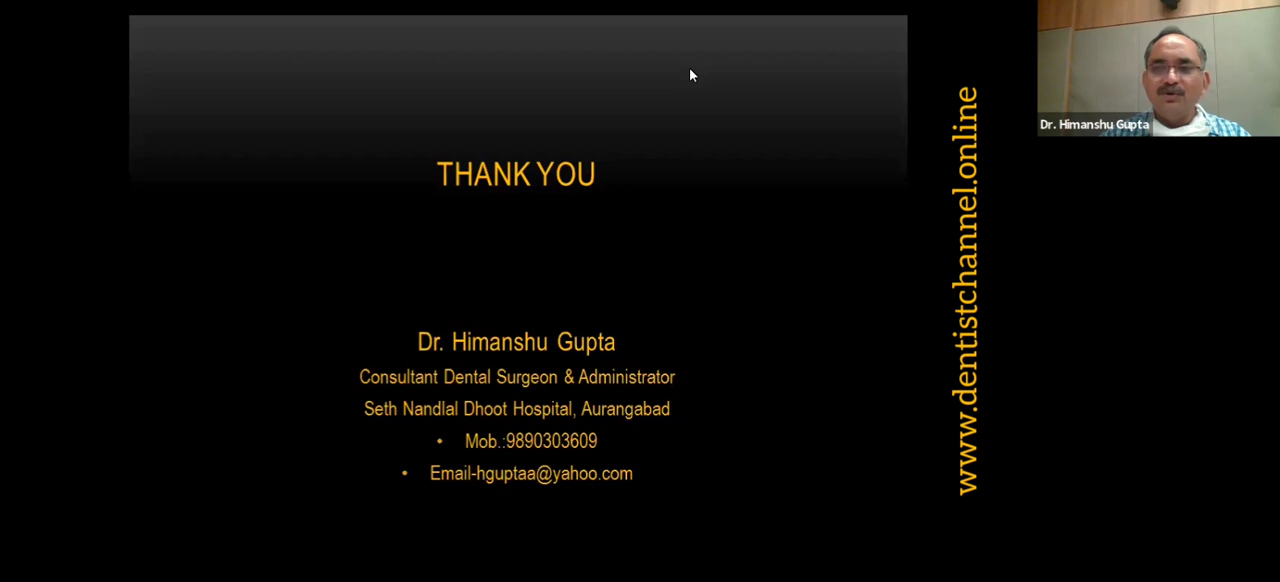 THANK YOU
Dr. Himanshu Gupta
Consultant Dental Surgeon & Administrator
Seth Nandlal Dhoot Hospital, Aurangabad
• Mob.:9890303609
• Email-hguptaa@yahoo.com
www.dentistchannel.online
Dr. Himanshu Gupta